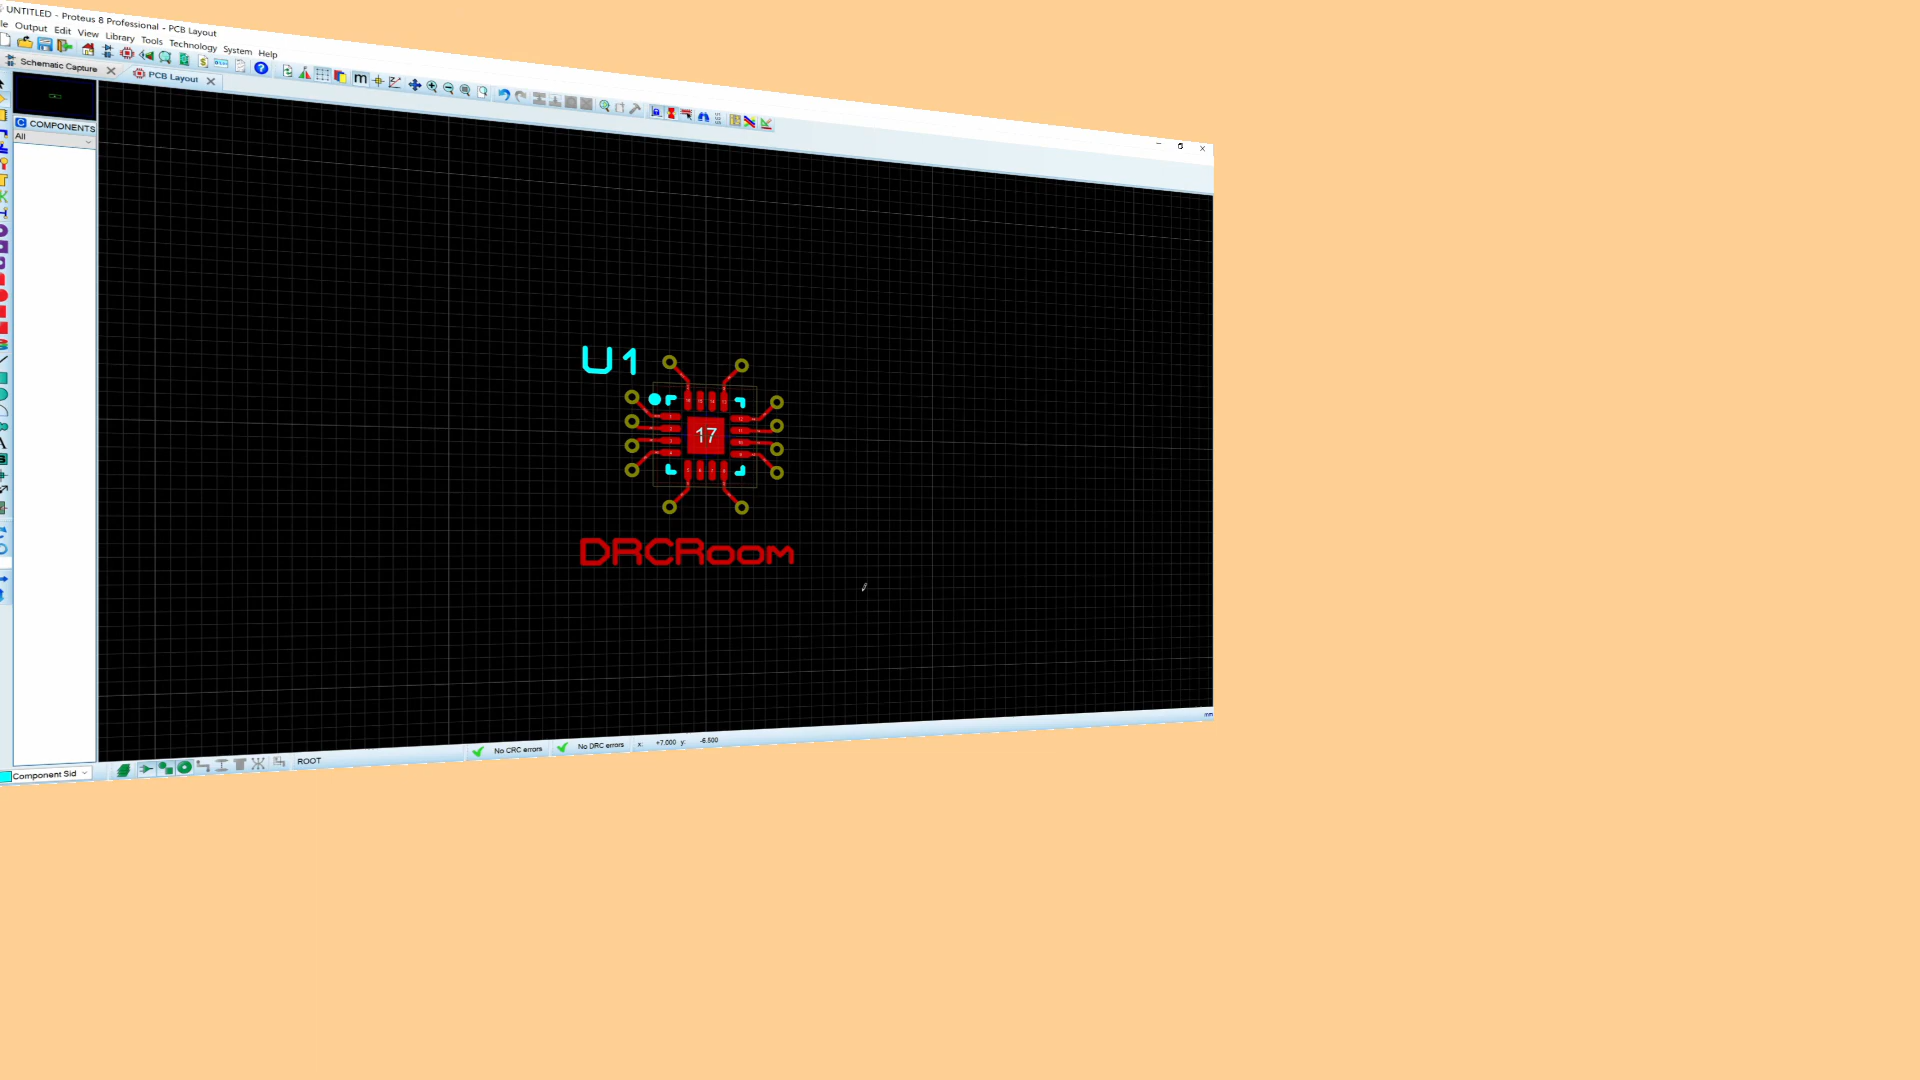 UNTITLED - Proteus 8 Professional - PCB Layout
Output Edit View Library Tools Technology System Help
Schematic Capture
PCB Layout
COMPONENTS
All
U1
17
DRCRoom
No CRC errors
No DRC errors
x: +7.000 y: -6.500
mm
ROOT
Component Sid